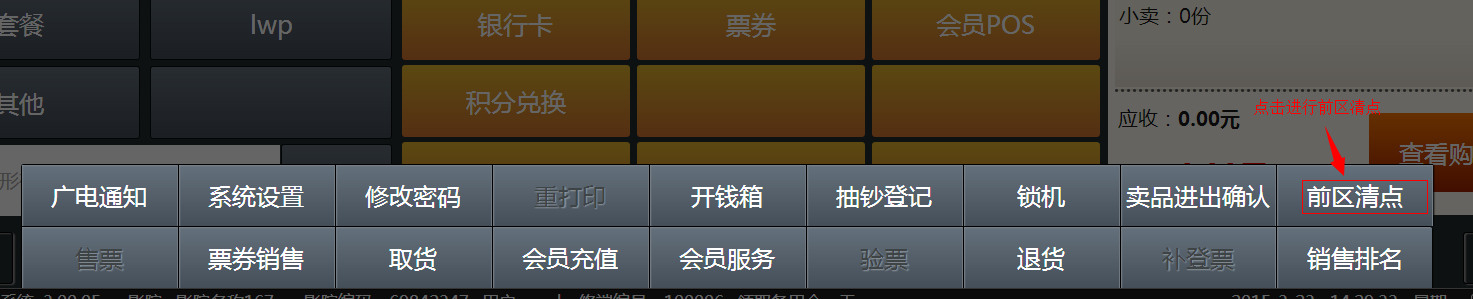 套餐 lwp 银行卡 票券 会员POS 小卖：0份
其他 积分兑换
应收：0.00元 点击进行前区清点
查看购
形
广电通知 系统设置 修改密码 重打印 开钱箱 抽钞登记 锁机 卖品进出确认 前区清点
售票 票券销售 取货 会员充值 会员服务 验票 退货 补登票 销售排名